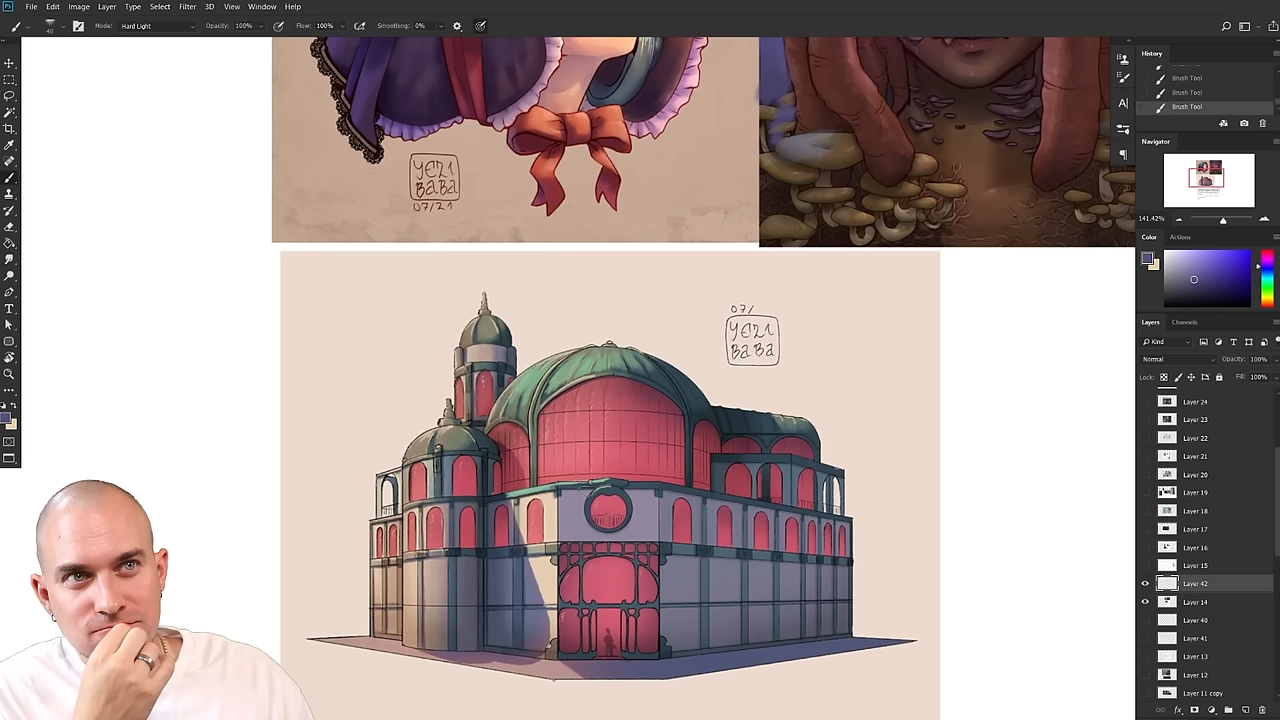 File Edit Image Layer Type Select Filter 3D View Window Help
40 Mode: Hard Light Opacity: 100% Flow: 100% Smoothing: 0%
History
Brush Tool
Brush Tool
Brush Tool
Navigator
141.42%
Color Actions
Layers Channels
Kind
Normal Opacity: 100%
Lock: Fill: 100%
Layer 24
Layer 23
Layer 22
Layer 21
Layer 20
Layer 19
Layer 18
Layer 17
Layer 16
Layer 15
Layer 42
Layer 14
Layer 40
Layer 41
Layer 13
Layer 12
Layer 11 copy
YEZI
BABA
07/21
07/
YEZI
BABA